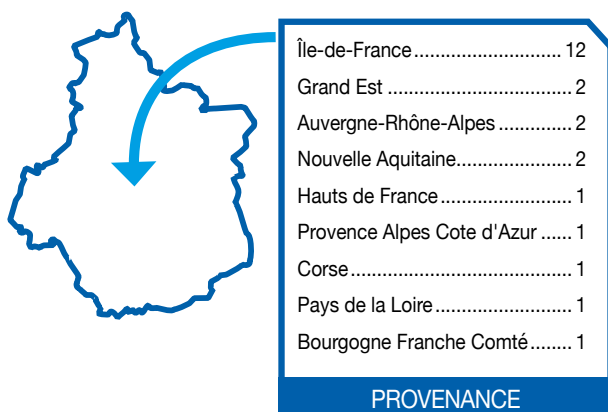 Île-de-France............................ 12
Grand Est ................................... 2
Auvergne-Rhône-Alpes .............. 2
Nouvelle Aquitaine...................... 2
Hauts de France......................... 1
Provence Alpes Cote d'Azur ...... 1
Corse.......................................... 1
Pays de la Loire.......................... 1
Bourgogne Franche Comté........ 1
PROVENANCE